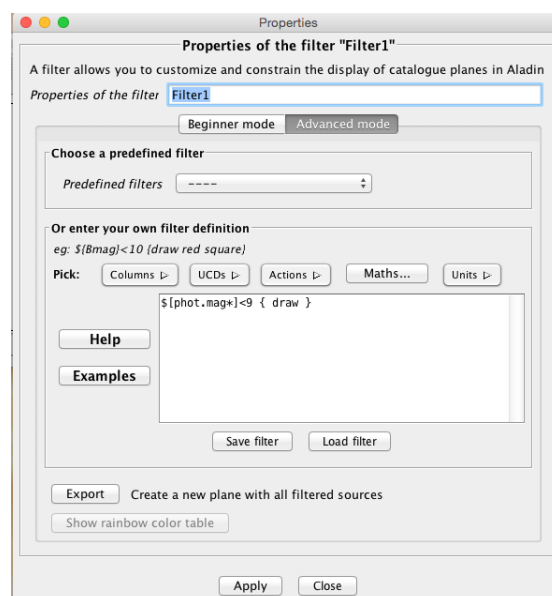 Properties
Properties of the filter "Filter1"
A filter allows you to customize and constrain the display of catalogue planes in Aladin
Properties of the filter Filter1
Beginner mode Advanced mode
Choose a predefined filter
Predefined filters ----
Or enter your own filter definition
eg: ${Bmag}<10 {draw red square}
Pick: Columns ▷ UCDs ▷ Actions ▷ Maths... Units ▷
$[phot.mag*]<9 { draw }
Help
Examples
Save filter Load filter
Export Create a new plane with all filtered sources
Show rainbow color table
Apply Close